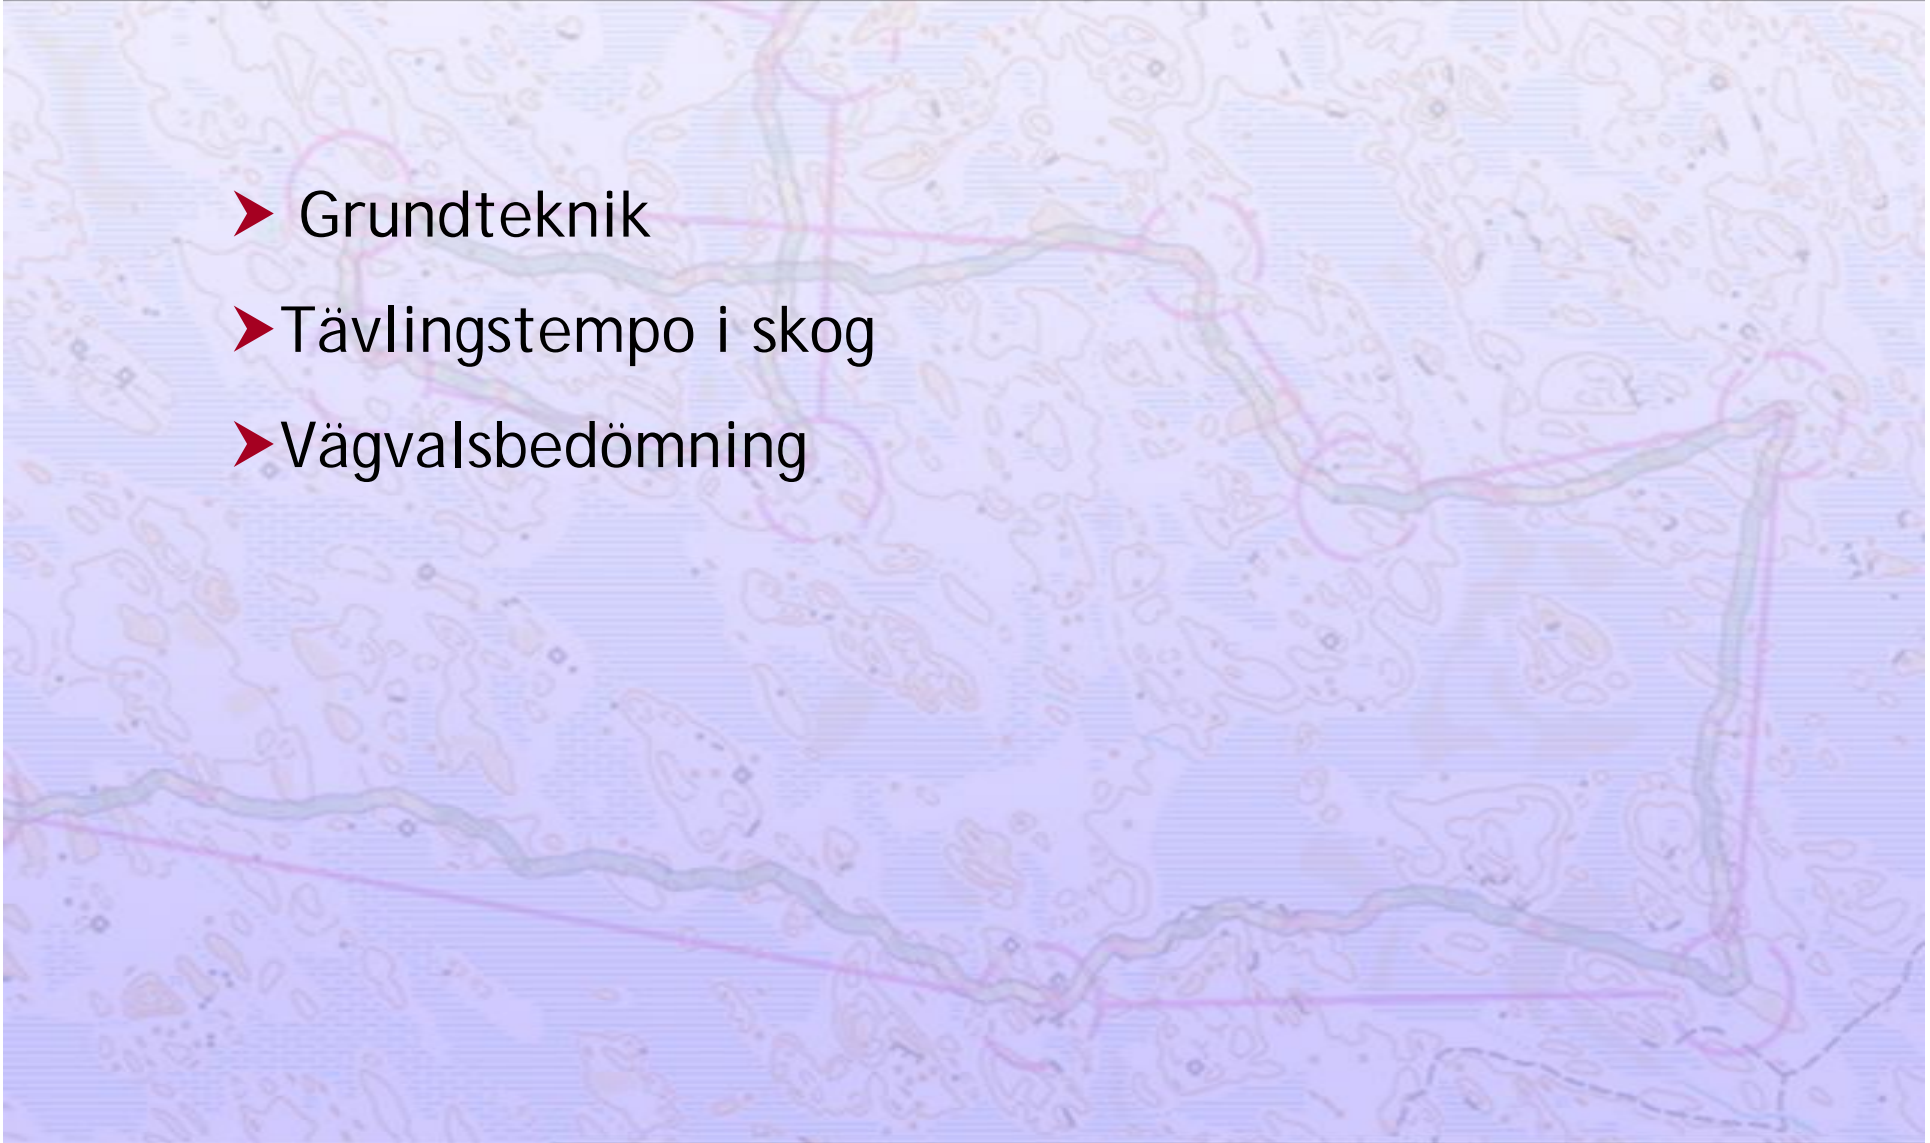 ➤ Grundteknik
➤Tävlingstempo i skog
➤Vägvalsbedömning